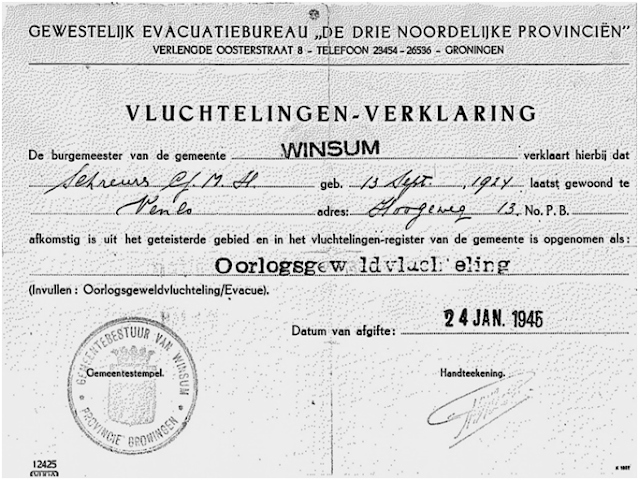 GEWESTELIJK EVACUATIEBUREAU „DE DRIE NOORDELIJKE PROVINCIËN”
VERLENGDE OOSTERSTRAAT 8 - TELEFOON 23454 - 26536 - GRONINGEN
VLUCHTELINGEN-VERKLARING
De burgemeester van de gemeente WINSUM verklaart hierbij dat
Schreurs M. H. geb. 13 Sept. 1924 laatst gewoond te
Venlo adres: Hoogeweg 13. No. P. B.
afkomstig is uit het geteisterde gebied en in het vluchtelingen-register van de gemeente is opgenomen als:
Oorlogsgeweldvluchteling
(Invullen : Oorlogsgeweldvluchteling/Evacue).
Datum van afgifte: 24 JAN. 1945
GEMEENTEBESTUUR VAN WINSUM
PROVINCIE GRONINGEN
Gemeentestempel.
Handteekening.
12425